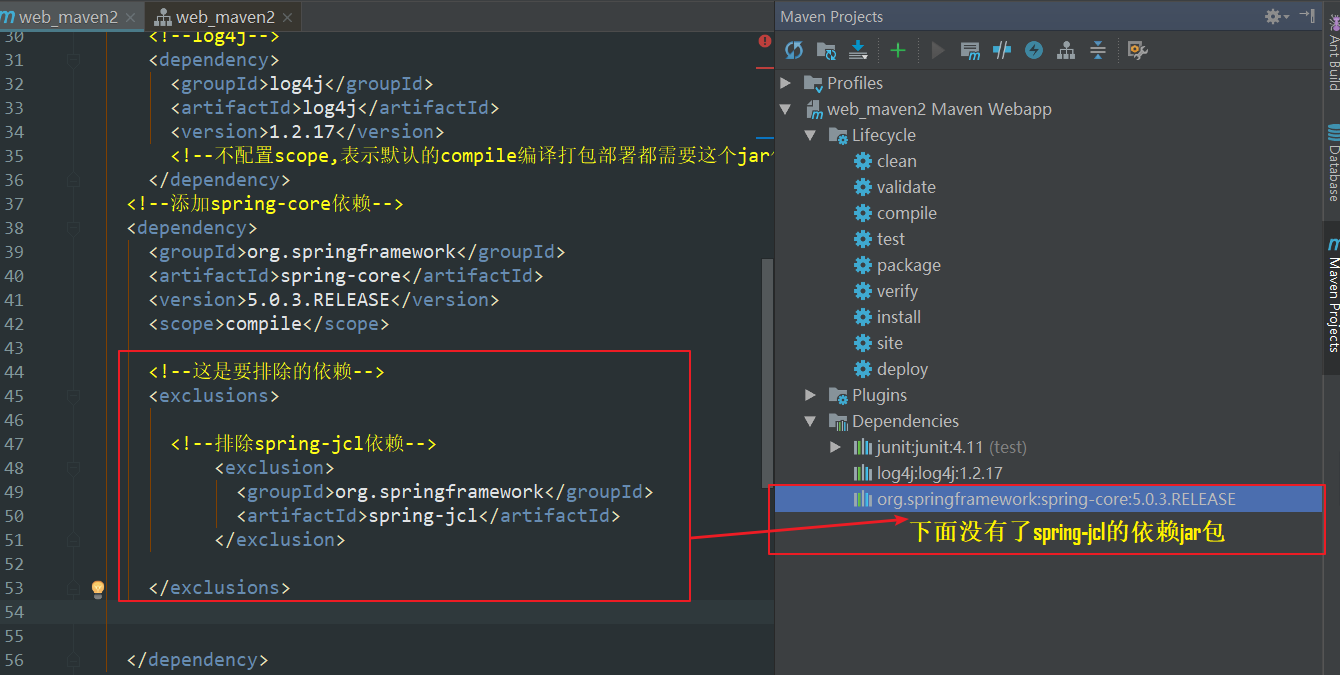 web_maven2
web_maven2
30 <!--log4j-->
31 <dependency>
32 <groupId>log4j</groupId>
33 <artifactId>log4j</artifactId>
34 <version>1.2.17</version>
35 <!--不配置scope,表示默认的compile编译打包部署都需要这个jar
36 </dependency>
37 <!--添加spring-core依赖-->
38 <dependency>
39 <groupId>org.springframework</groupId>
40 <artifactId>spring-core</artifactId>
41 <version>5.0.3.RELEASE</version>
42 <scope>compile</scope>
43
44 <!--这是要排除的依赖-->
45 <exclusions>
46
47 <!--排除spring-jcl依赖-->
48 <exclusion>
49 <groupId>org.springframework</groupId>
50 <artifactId>spring-jcl</artifactId>
51 </exclusion>
52
53 </exclusions>
54
55
56 </dependency>
Maven Projects
Profiles
web_maven2 Maven Webapp
Lifecycle
clean
validate
compile
test
package
verify
install
site
deploy
Plugins
Dependencies
junit:junit:4.11 (test)
log4j:log4j:1.2.17
org.springframework:spring-core:5.0.3.RELEASE
下面没有了spring-jcl的依赖jar包
Ant Build
Database
Maven Projects